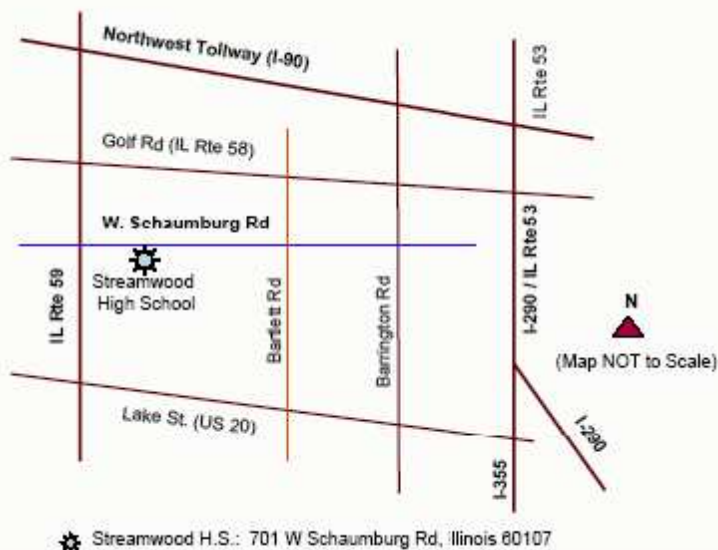 Northwest Tollway (I-90)
IL Rte 53
Golf Rd (IL Rte 58)
W. Schaumburg Rd
Streamwood
High School
IL Rte 59
Bartlett Rd
Barrington Rd
I-290 / IL Rte53
N
(Map NOT to Scale)
Lake St. (US 20)
I-290
I-355
Streamwood H.S.: 701 W Schaumburg Rd, Illinois 60107